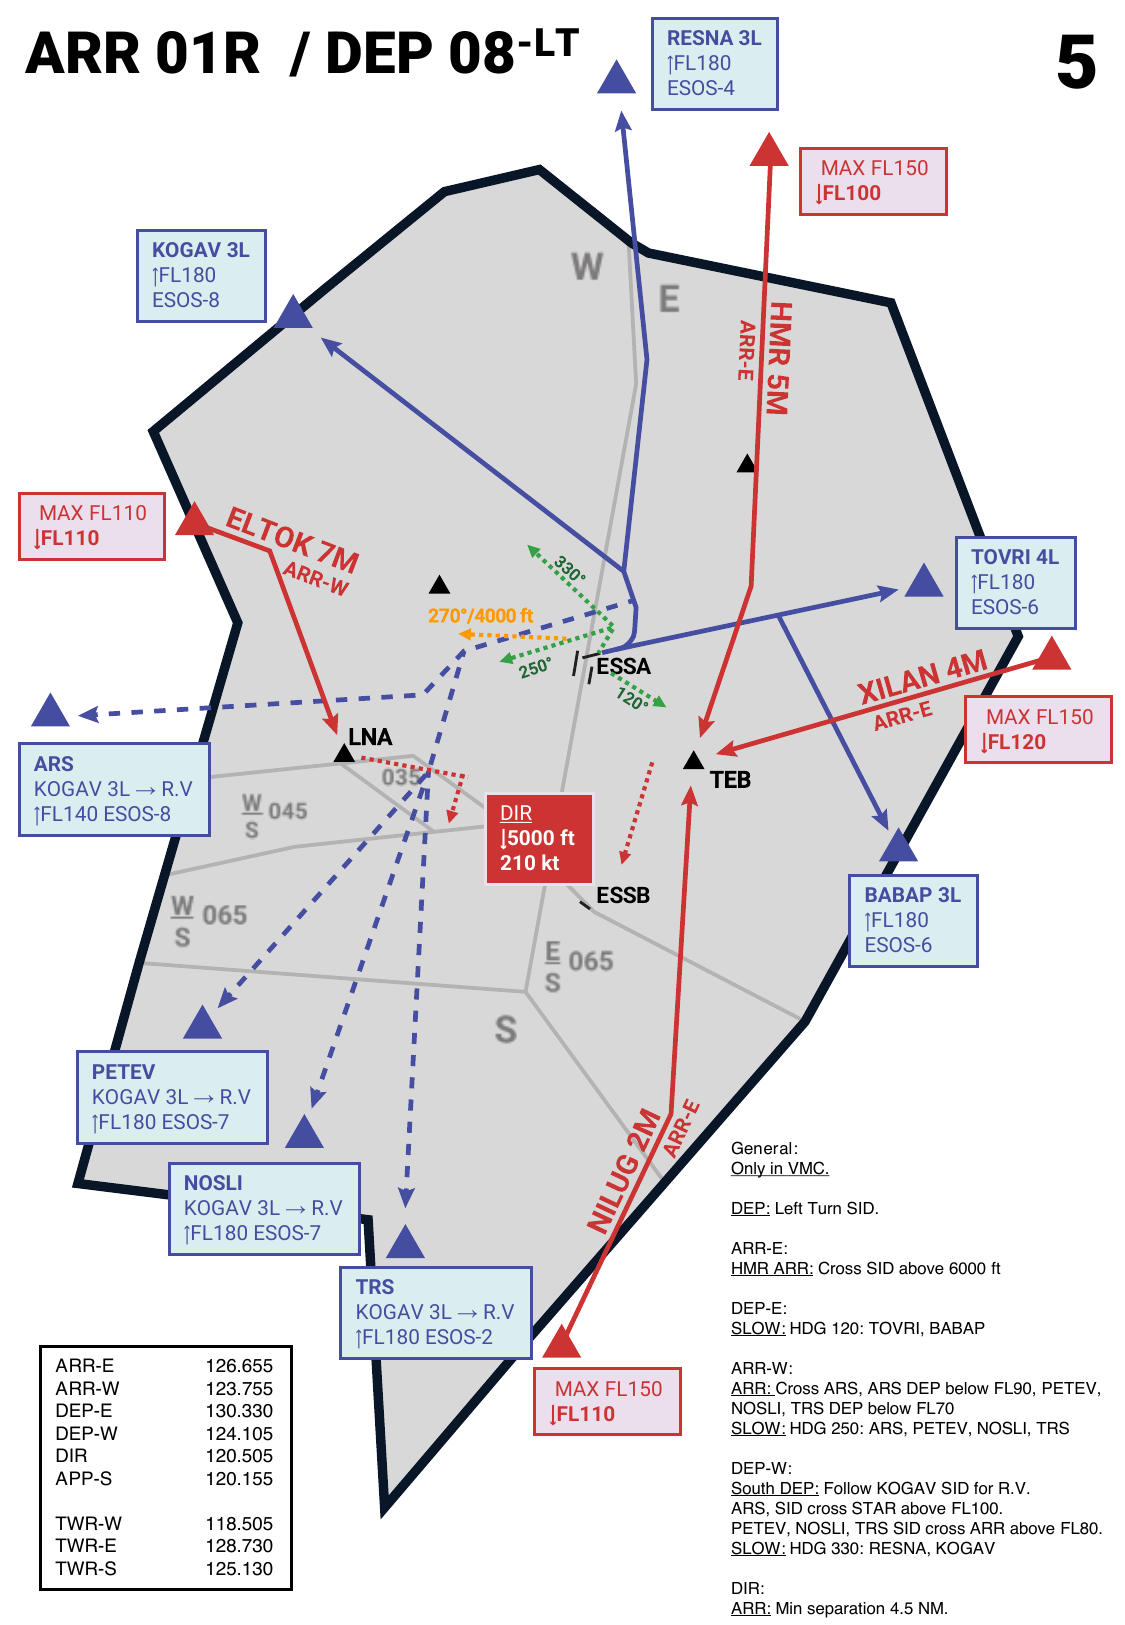 ARR 01R / DEP 08-LT
5
RESNA 3L
↑FL180
ESOS-4
MAX FL150
↓FL100
KOGAV 3L
↑FL180
ESOS-8
W
E
HMR 5M
ARR-E
MAX FL110
↓FL110
ELTOK 7M
ARR-W
330°
270°/4000 ft
250°
120°
ESSA
TOVRI 4L
↑FL180
ESOS-6
XILAN 4M
ARR-E
MAX FL150
↓FL120
ARS
KOGAV 3L → R.V
↑FL140 ESOS-8
LNA
035
TEB
W
S
045
DIR
↓5000 ft
210 kt
ESSB
W
S
065
E
S
065
S
BABAP 3L
↑FL180
ESOS-6
PETEV
KOGAV 3L → R.V
↑FL180 ESOS-7
NOSLI
KOGAV 3L → R.V
↑FL180 ESOS-7
TRS
KOGAV 3L → R.V
↑FL180 ESOS-2
NILUG 2M
ARR-E
MAX FL150
↓FL110
ARR-E 126.655
ARR-W 123.755
DEP-E 130.330
DEP-W 124.105
DIR 120.505
APP-S 120.155
TWR-W 118.505
TWR-E 128.730
TWR-S 125.130
General:
Only in VMC.
DEP: Left Turn SID.
ARR-E:
HMR ARR: Cross SID above 6000 ft
DEP-E:
SLOW: HDG 120: TOVRI, BABAP
ARR-W:
ARR: Cross ARS, ARS DEP below FL90, PETEV,
NOSLI, TRS DEP below FL70
SLOW: HDG 250: ARS, PETEV, NOSLI, TRS
DEP-W:
South DEP: Follow KOGAV SID for R.V.
ARS, SID cross STAR above FL100.
PETEV, NOSLI, TRS SID cross ARR above FL80.
SLOW: HDG 330: RESNA, KOGAV
DIR:
ARR: Min separation 4.5 NM.